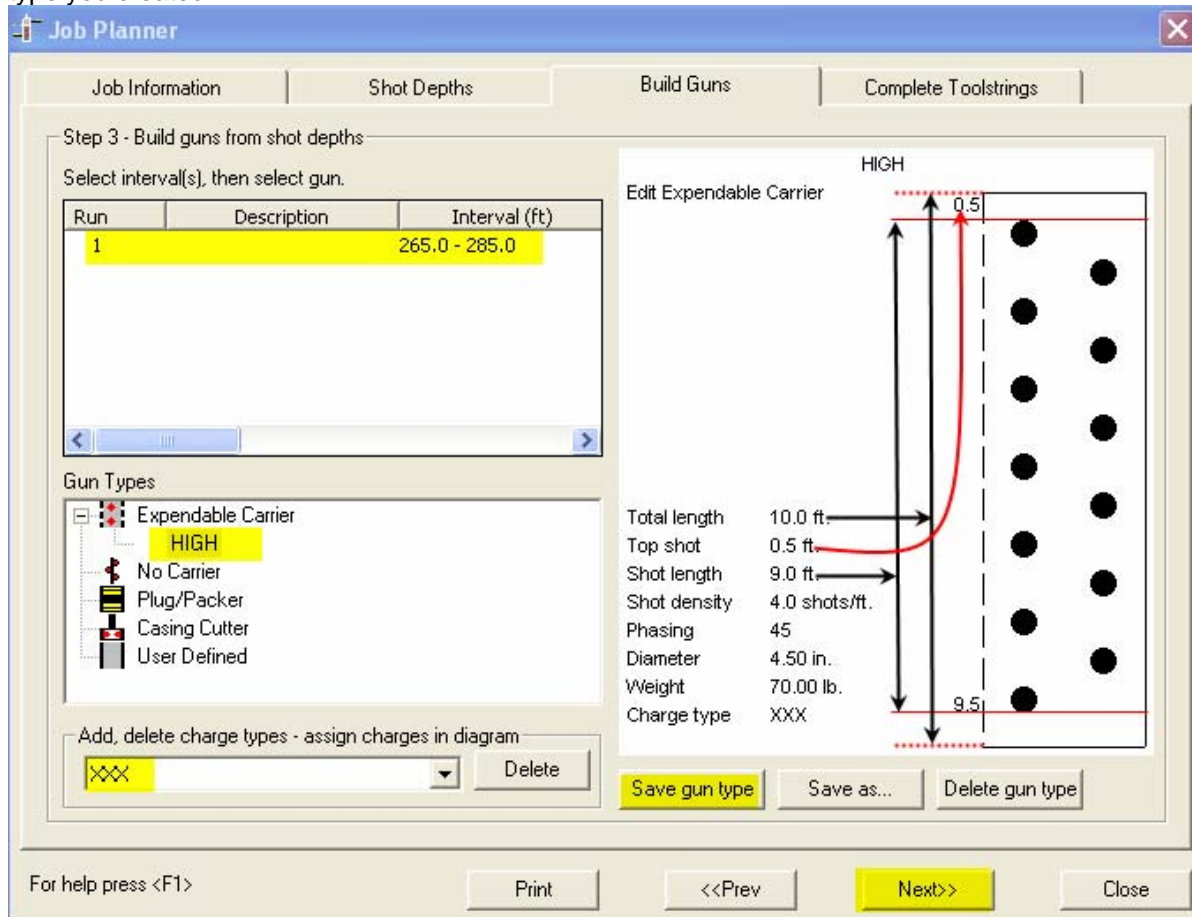 Job Planner
Job Information
Shot Depths
Build Guns
Complete Toolstrings
Step 3 - Build guns from shot depths
Select interval(s), then select gun.
Run Description Interval (ft)
1 265.0 - 285.0
Gun Types
Expendable Carrier
HIGH
No Carrier
Plug/Packer
Casing Cutter
User Defined
Add, delete charge types - assign charges in diagram
XXX
Delete
HIGH
Edit Expendable Carrier
0.5
Total length 10.0 ft.
Top shot 0.5 ft.
Shot length 9.0 ft.
Shot density 4.0 shots/ft.
Phasing 45
Diameter 4.50 in.
Weight 70.00 lb.
Charge type XXX
9.5
Save gun type
Save as...
Delete gun type
For help press <F1>
Print
<<Prev
Next>>
Close